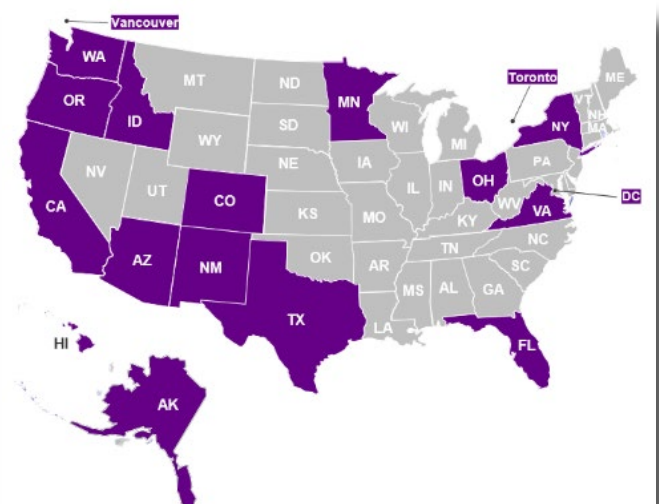 Vancouver
WA
MT
ND
MN
Toronto
ME
VT
NH
MA
OR
ID
SD
WI
MI
NY
WY
NE
IA
PA
NV
UT
CO
IL
IN
OH
WV
VA
DC
CA
KS
MO
KY
AZ
NM
OK
AR
TN
NC
SC
TX
LA
MS
AL
GA
FL
HI
AK